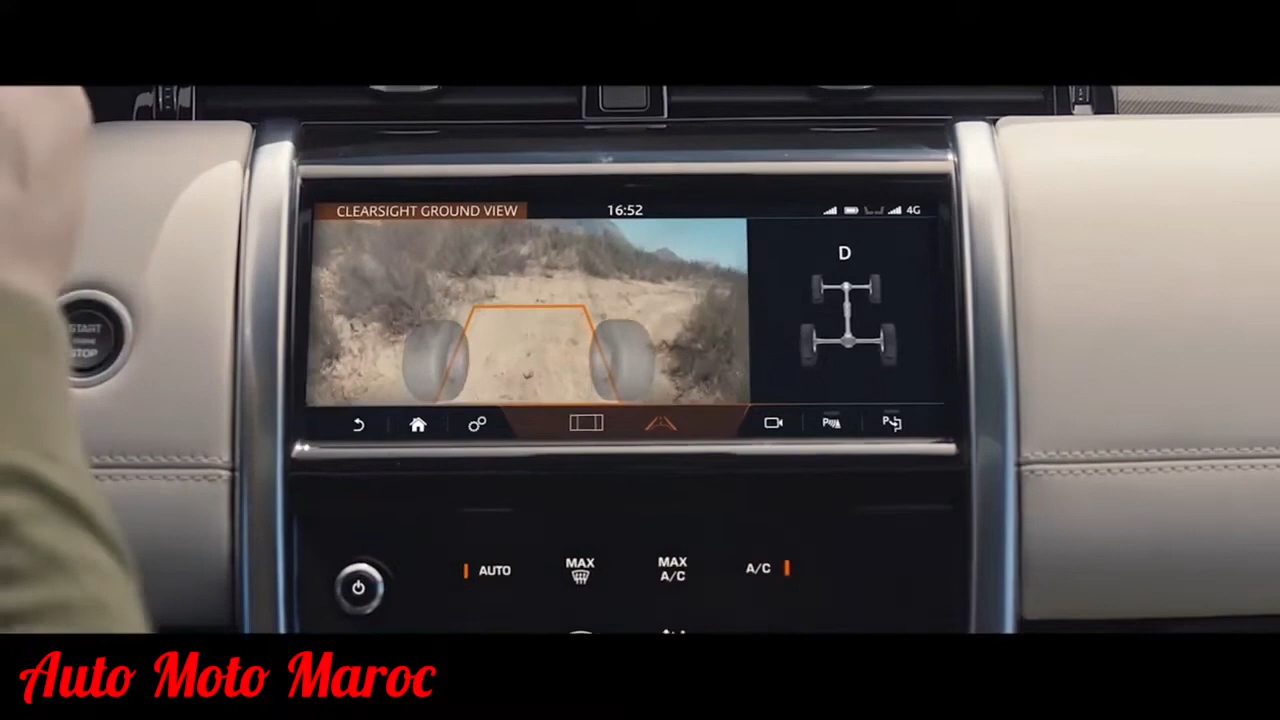 CLEARSIGHT GROUND VIEW
16:52
4G
D
START
STOP
AUTO
MAX
MAX
A/C
A/C
Auto Moto Maroc